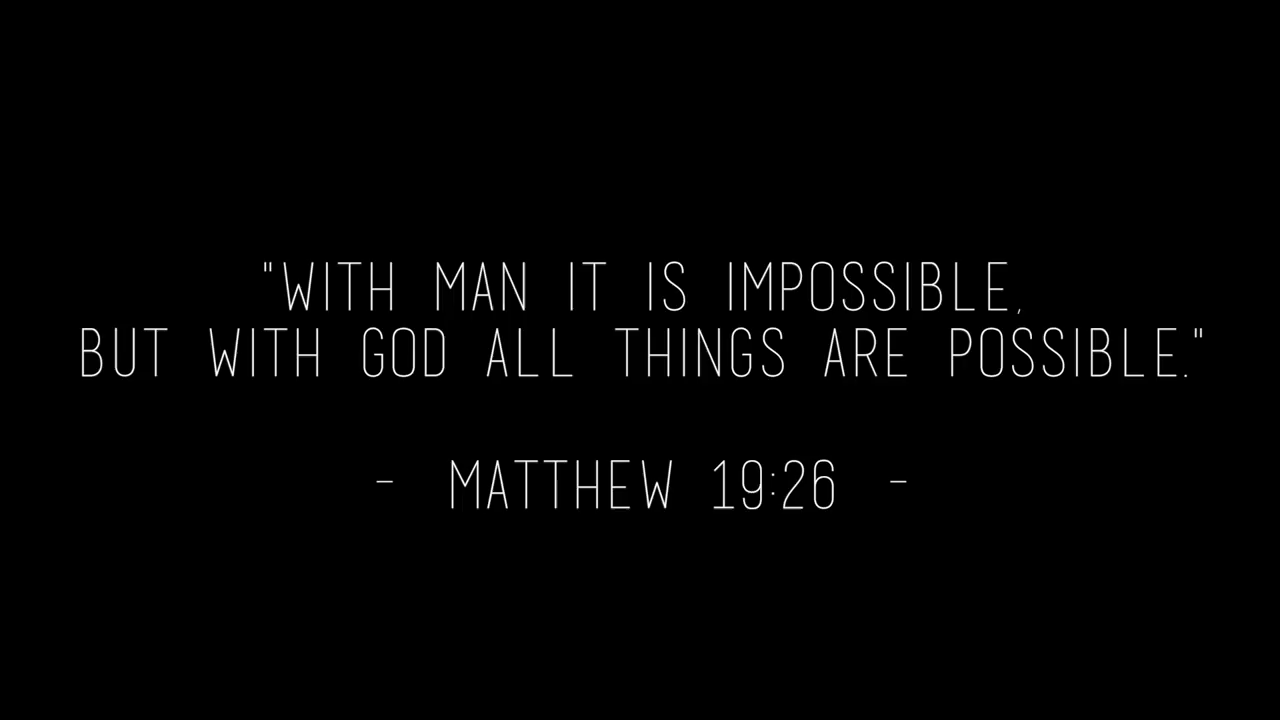 "WITH MAN IT IS IMPOSSIBLE,
BUT WITH GOD ALL THINGS ARE POSSIBLE."
- MATTHEW 19:26 -